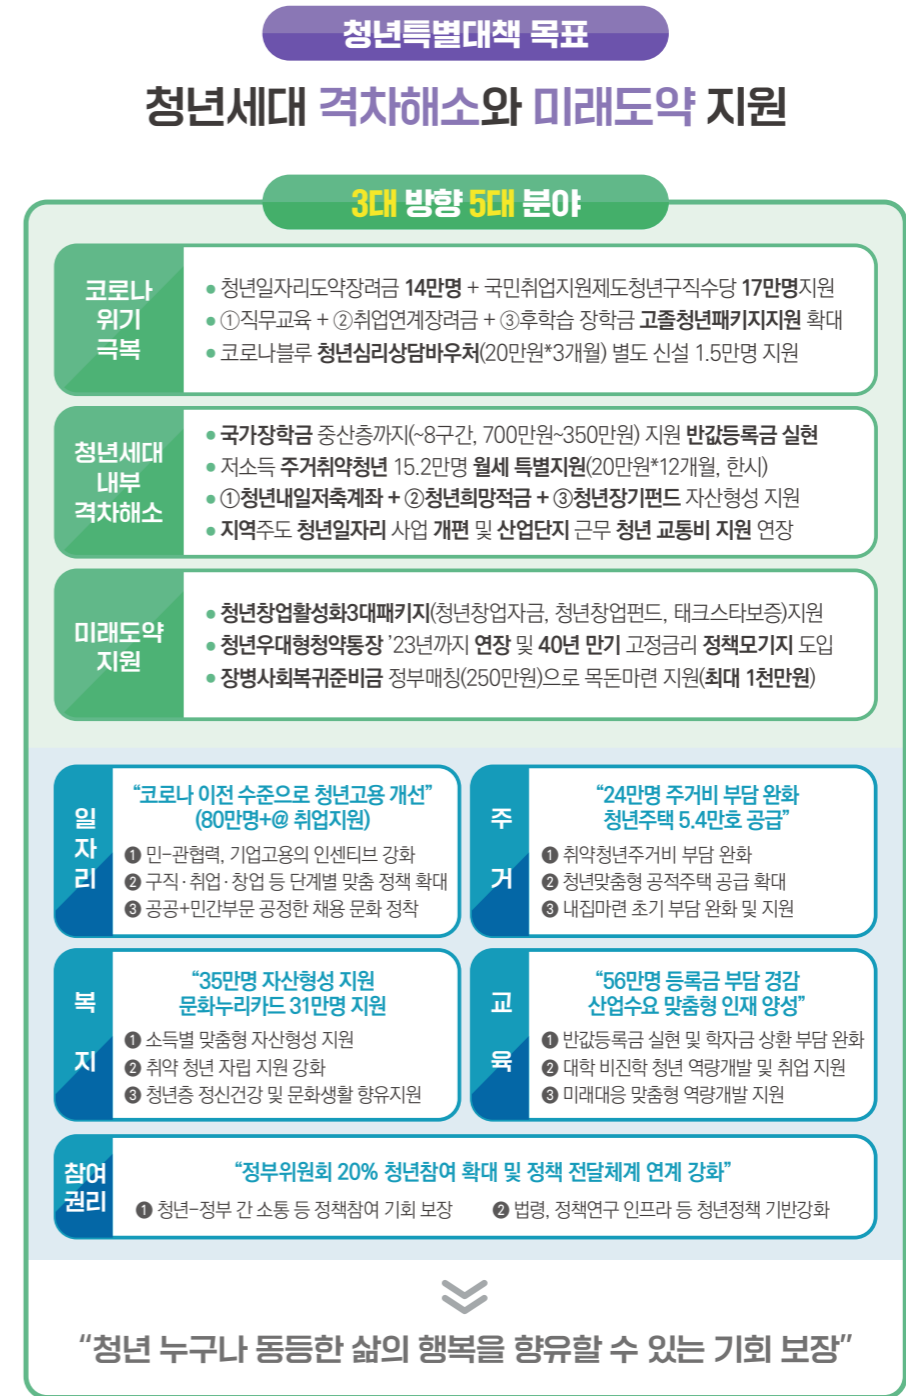 청년특별대책 목표
청년세대 격차해소와 미래도약 지원
3대 방향 5대 분야
코로나
위기
극복
• 청년일자리도약장려금 14만명 + 국민취업지원제도청년구직수당 17만명지원
• ①직무교육 + ②취업연계장려금 + ③후학습 장학금 고졸청년패키지지원 확대
• 코로나블루 청년심리상담바우처(20만원*3개월) 별도 신설 1.5만명 지원
청년세대
내부
격차해소
• 국가장학금 중산층까지(~8구간, 700만원~350만원) 지원 반값등록금 실현
• 저소득 주거취약청년 15.2만명 월세 특별지원(20만원*12개월, 한시)
• ①청년내일저축계좌 + ②청년희망적금 + ③청년장기펀드 자산형성 지원
• 지역주도 청년일자리 사업 개편 및 산업단지 근무 청년 교통비 지원 연장
미래도약
지원
• 청년창업활성화3대패키지(청년창업자금, 청년창업펀드, 태크스타보증)지원
• 청년우대형청약통장 ’23년까지 연장 및 40년 만기 고정금리 정책모기지 도입
• 장병사회복귀준비금 정부매칭(250만원)으로 목돈마련 지원(최대 1천만원)
일
자
리
“코로나 이전 수준으로 청년고용 개선”
(80만명+@ 취업지원)
❶ 민-관협력, 기업고용의 인센티브 강화
❷ 구직·취업·창업 등 단계별 맞춤 정책 확대
❸ 공공+민간부문 공정한 채용 문화 정착
주
거
“24만명 주거비 부담 완화
청년주택 5.4만호 공급”
❶ 취약청년주거비 부담 완화
❷ 청년맞춤형 공적주택 공급 확대
❸ 내집마련 초기 부담 완화 및 지원
복
지
“35만명 자산형성 지원
문화누리카드 31만명 지원
❶ 소득별 맞춤형 자산형성 지원
❷ 취약 청년 자립 지원 강화
❸ 청년층 정신건강 및 문화생활 향유지원
교
육
“56만명 등록금 부담 경감
산업수요 맞춤형 인재 양성”
❶ 반값등록금 실현 및 학자금 상환 부담 완화
❷ 대학 비진학 청년 역량개발 및 취업 지원
❸ 미래대응 맞춤형 역량개발 지원
참여
권리
“정부위원회 20% 청년참여 확대 및 정책 전달체계 연계 강화”
❶ 청년-정부 간 소통 등 정책참여 기회 보장 ❷ 법령, 정책연구 인프라 등 청년정책 기반강화
“청년 누구나 동등한 삶의 행복을 향유할 수 있는 기회 보장”